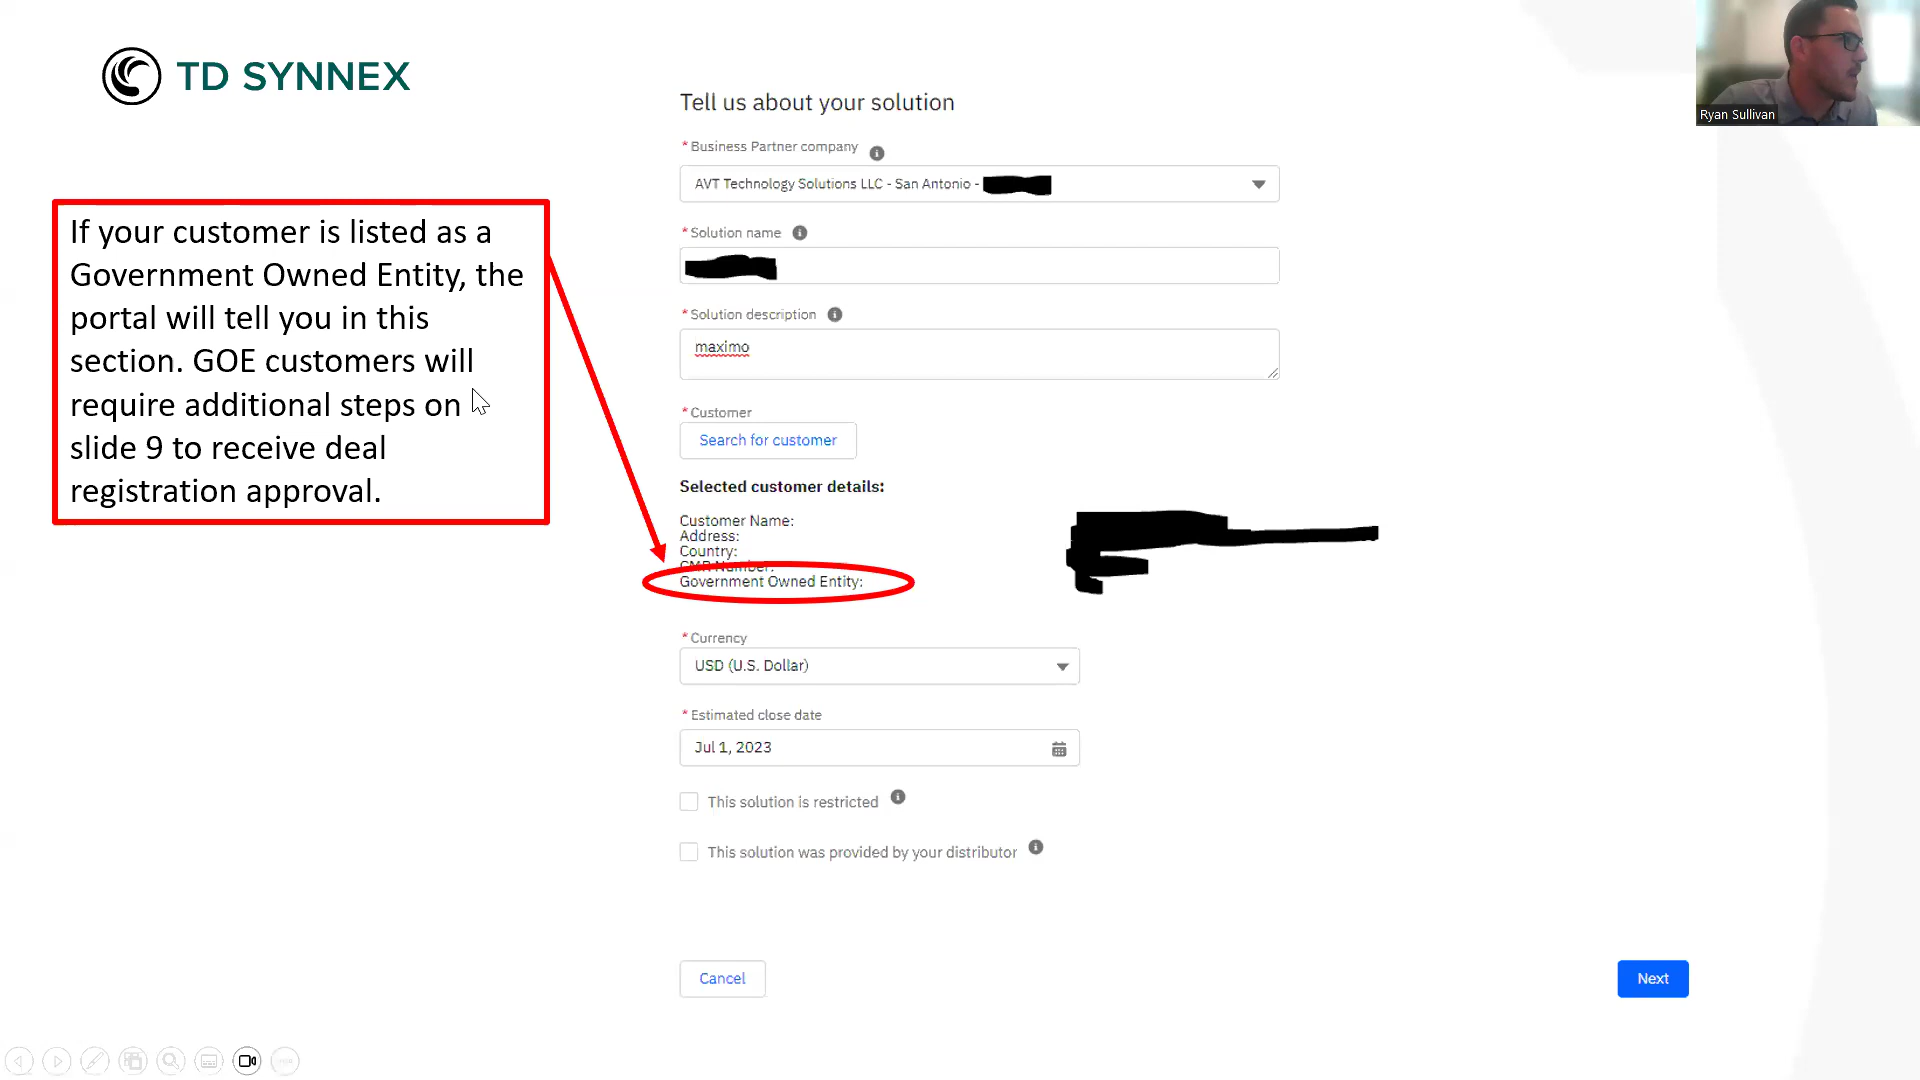 TD SYNNEX
Ryan Sullivan
If your customer is listed as a
Government Owned Entity, the
portal will tell you in this
section. GOE customers will
require additional steps on
slide 9 to receive deal
registration approval.
Tell us about your solution
*Business Partner company
AVT Technology Solutions LLC - San Antonio -
*Solution name
*Solution description
maximo
*Customer
Search for customer
Selected customer details:
Customer Name:
Address:
Country:
CMR Number:
Government Owned Entity:
*Currency
USD (U.S. Dollar)
*Estimated close date
Jul 1, 2023
This solution is restricted
This solution was provided by your distributor
Cancel
Next